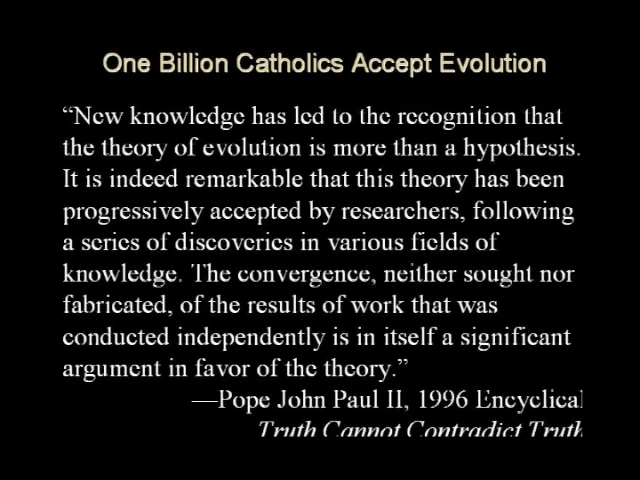 One Billion Catholics Accept Evolution
“New knowledge has led to the recognition that
the theory of evolution is more than a hypothesis.
It is indeed remarkable that this theory has been
progressively accepted by researchers, following
a series of discoveries in various fields of
knowledge. The convergence, neither sought nor
fabricated, of the results of work that was
conducted independently is in itself a significant
argument in favor of the theory.”
—Pope John Paul II, 1996 Encyclical
Truth Cannot Contradict Truth